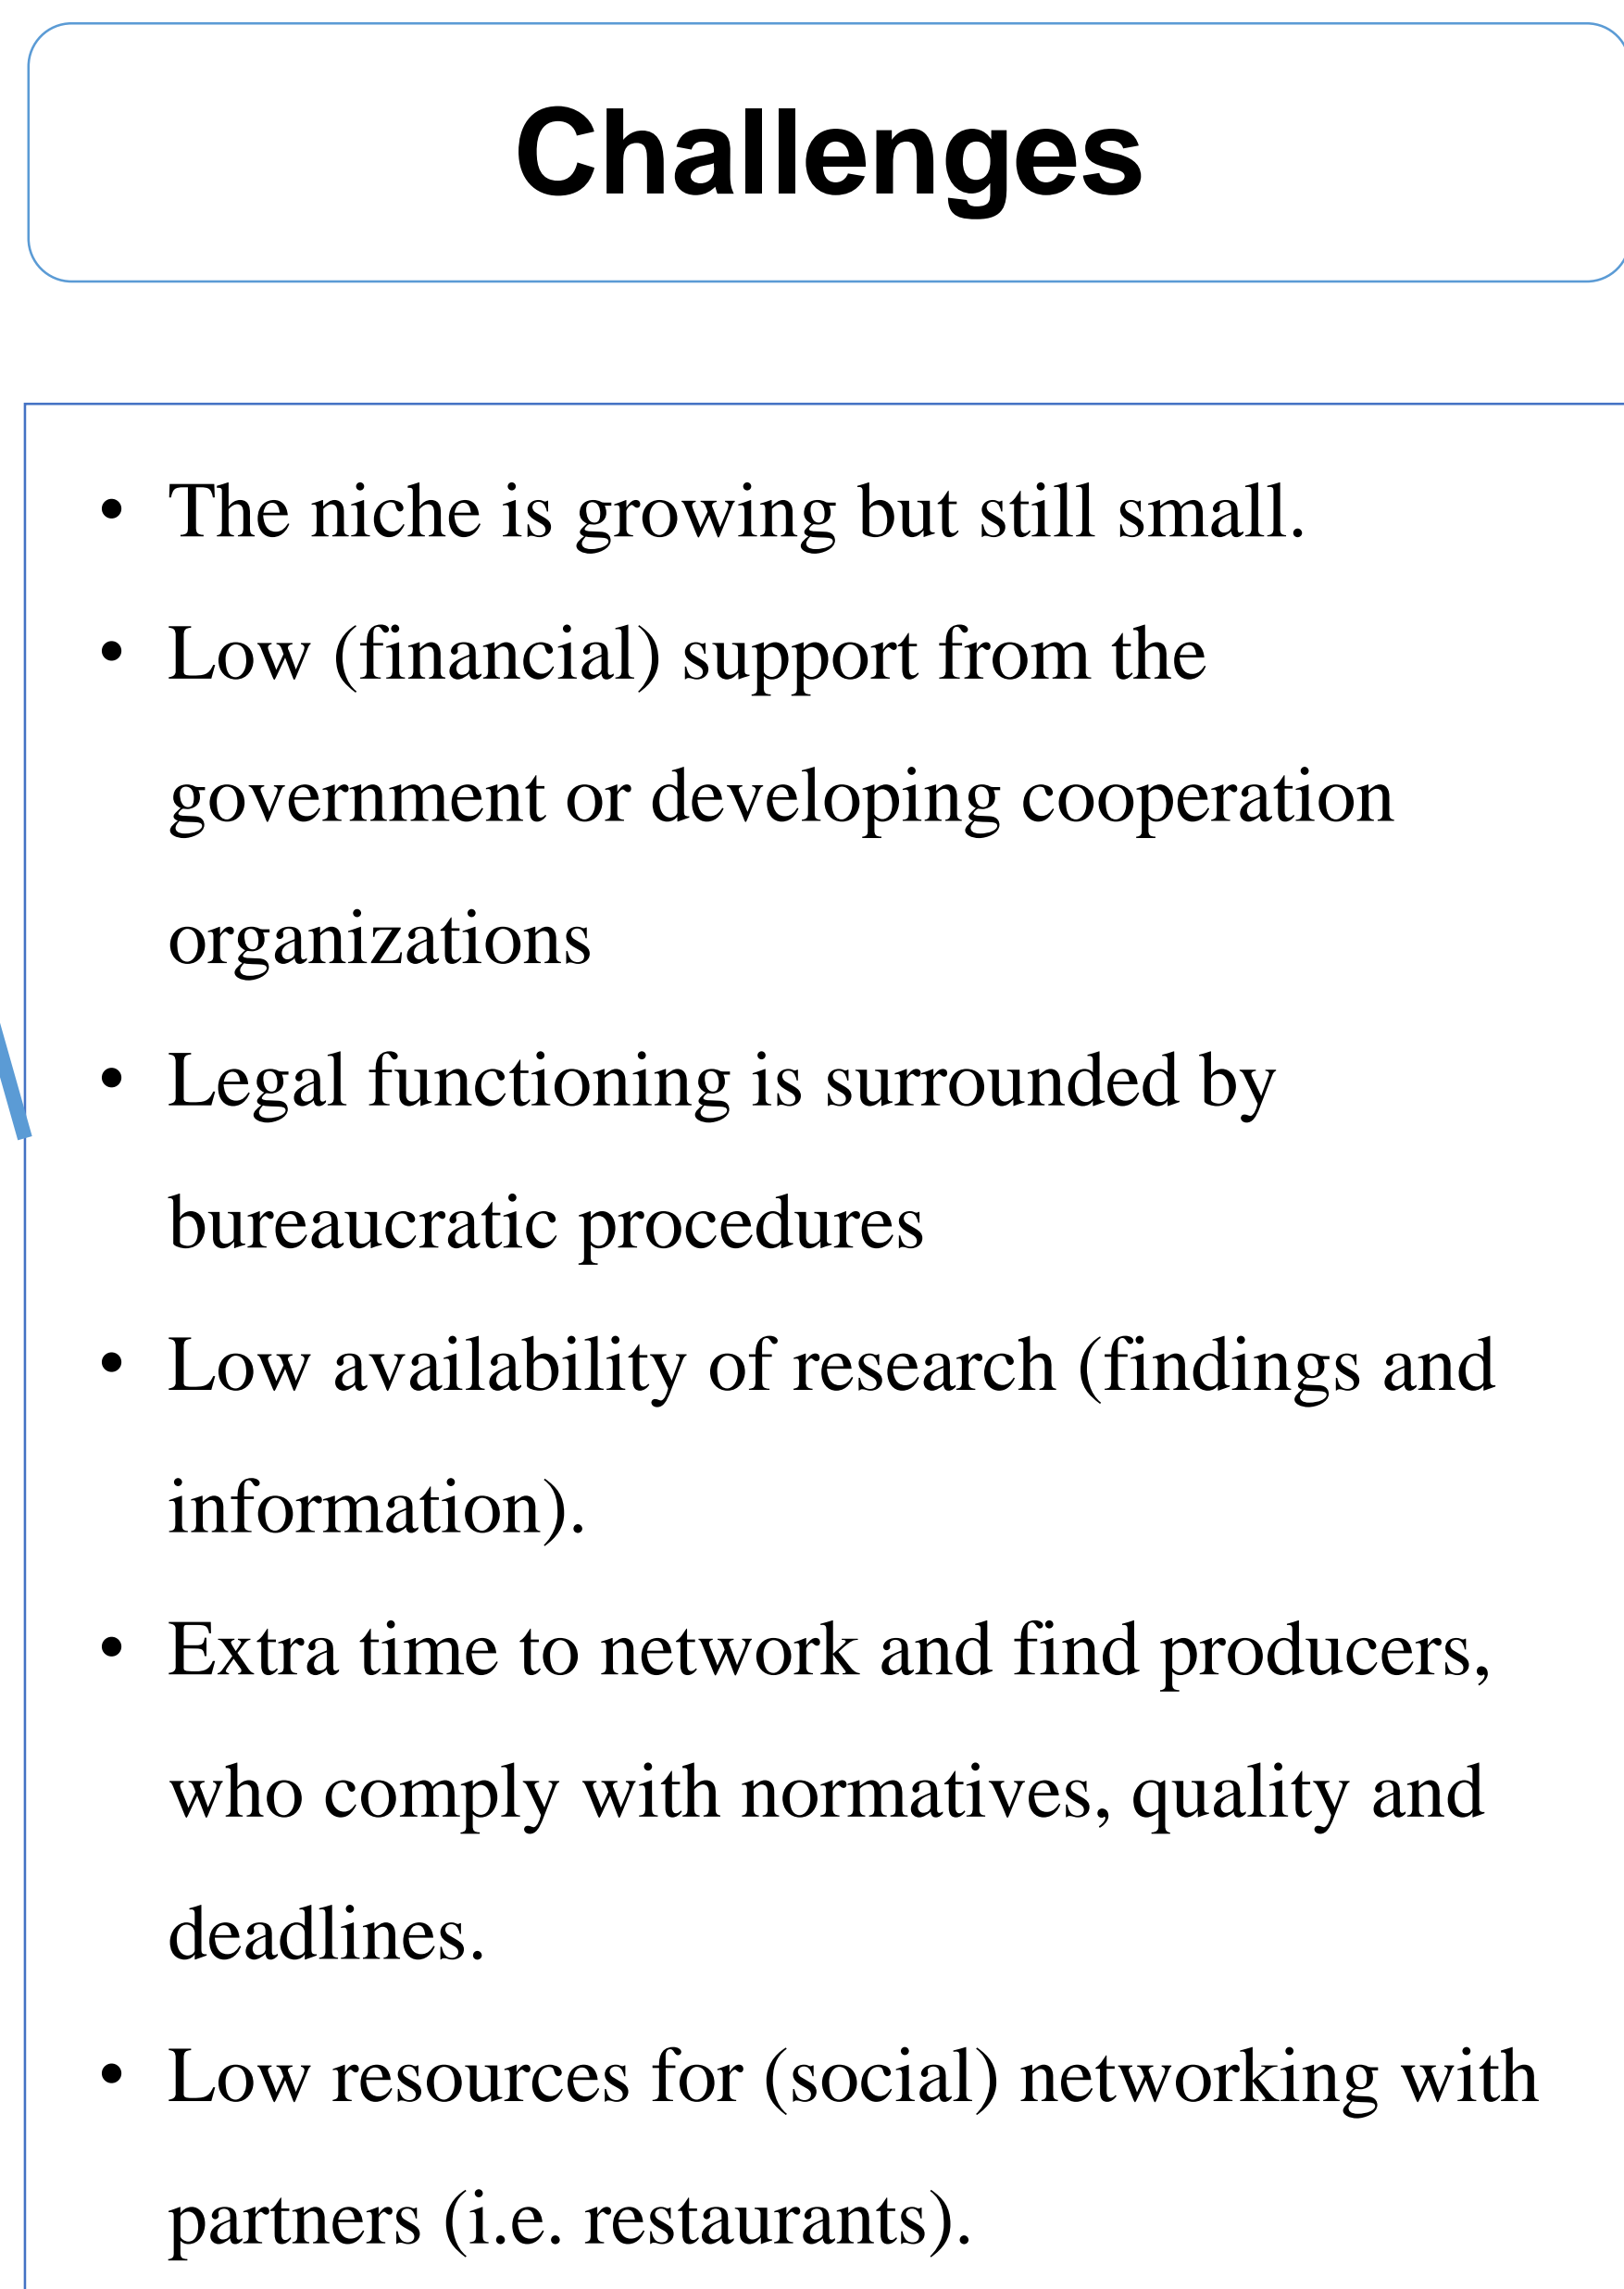 Challenges
• The niche is growing but still small.
• Low (financial) support from the
government or developing cooperation
organizations
• Legal functioning is surrounded by
bureaucratic procedures
• Low availability of research (findings and
information).
• Extra time to network and find producers,
who comply with normatives, quality and
deadlines.
• Low resources for (social) networking with
partners (i.e. restaurants).